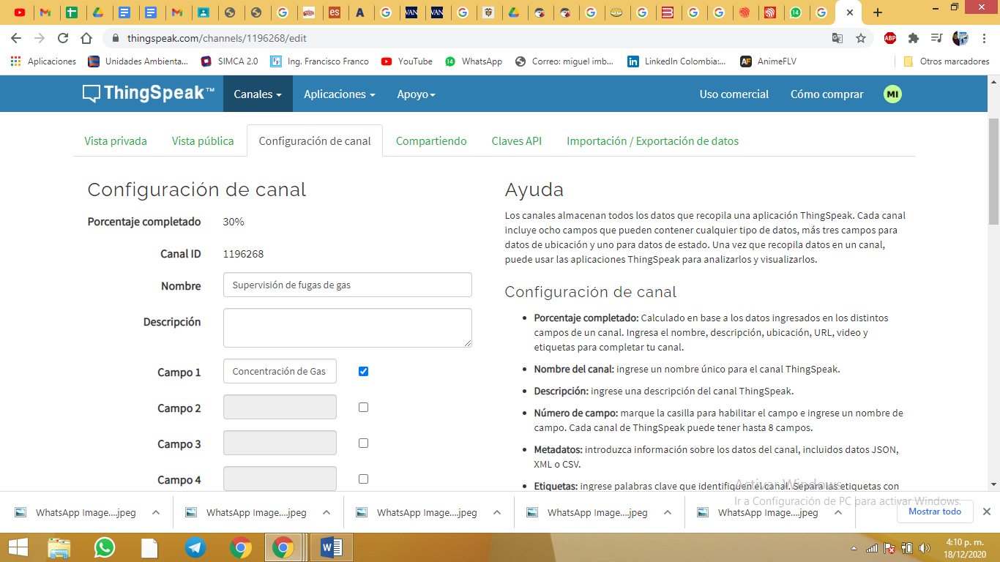 thingspeak.com/channels/1196268/edit
ABP
Aplicaciones
Unidades Ambienta...
SIMCA 2.0
Ing. Francisco Franco
YouTube
WhatsApp
Correo: miguel imb...
LinkedIn Colombia:...
AnimeFLV
Otros marcadores
ThingSpeak™
Canales
Aplicaciones
Apoyo
Uso comercial
Cómo comprar
MI
Vista privada
Vista pública
Configuración de canal
Compartiendo
Claves API
Importación / Exportación de datos
Configuración de canal
Porcentaje completado 30%
Canal ID 1196268
Nombre Supervisión de fugas de gas
Descripción
Campo 1 Concentración de Gas
Campo 2
Campo 3
Campo 4
Ayuda
Los canales almacenan todos los datos que recopila una aplicación ThingSpeak. Cada canal
incluye ocho campos que pueden contener cualquier tipo de datos, más tres campos para
datos de ubicación y uno para datos de estado. Una vez que recopila datos en un canal,
puede usar las aplicaciones ThingSpeak para analizarlos y visualizarlos.
Configuración de canal
Porcentaje completado: Calculado en base a los datos ingresados en los distintos
campos de un canal. Ingresa el nombre, descripción, ubicación, URL, video y
etiquetas para completar tu canal.
Nombre del canal: ingrese un nombre único para el canal ThingSpeak.
Descripción: ingrese una descripción del canal ThingSpeak.
Número de campo: marque la casilla para habilitar el campo e ingrese un nombre de
campo. Cada canal de ThingSpeak puede tener hasta 8 campos.
Metadatos: introduzca información sobre los datos del canal, incluidos datos JSON,
XML o CSV.
Etiquetas: ingrese palabras clave que identifiquen el canal. Separa las etiquetas con
Activar Windows
Ir a Configuración de PC para activar Windows.
WhatsApp Image....jpeg
WhatsApp Image....jpeg
WhatsApp Image....jpeg
WhatsApp Image....jpeg
WhatsApp Image....jpeg
Mostrar todo
4:10 p. m.
18/12/2020